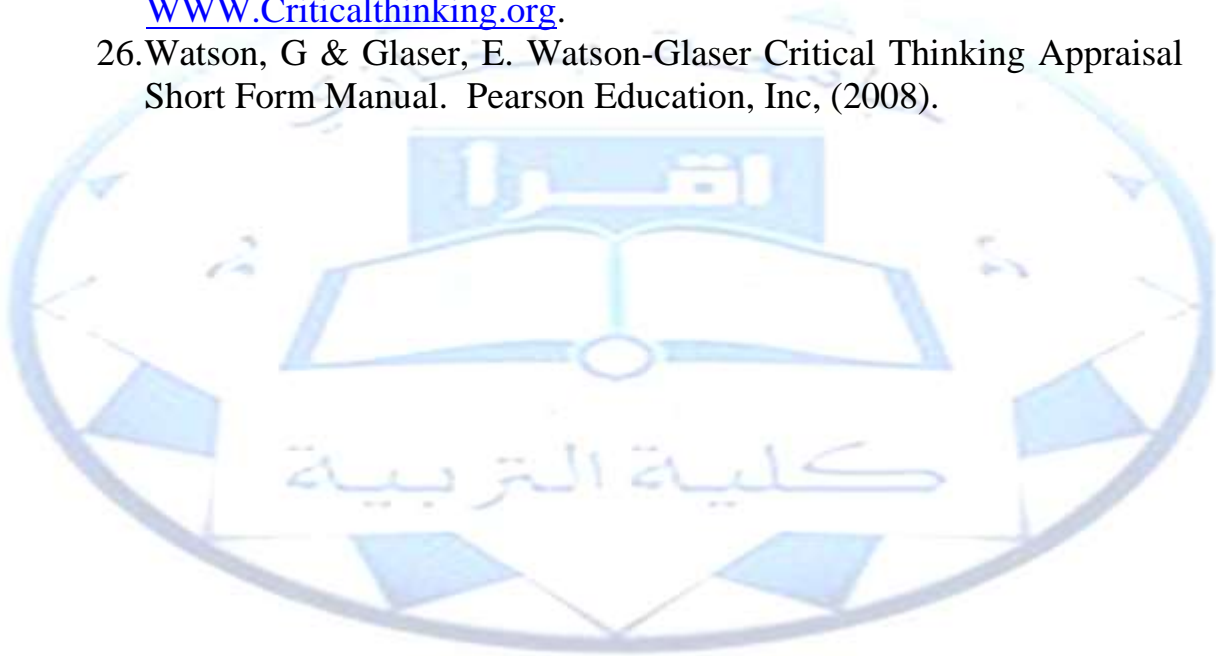 WWW.Criticalthinking.org.
26.Watson, G & Glaser, E. Watson-Glaser Critical Thinking Appraisal
Short Form Manual. Pearson Education, Inc, (2008).
اقرا
كلية التربية